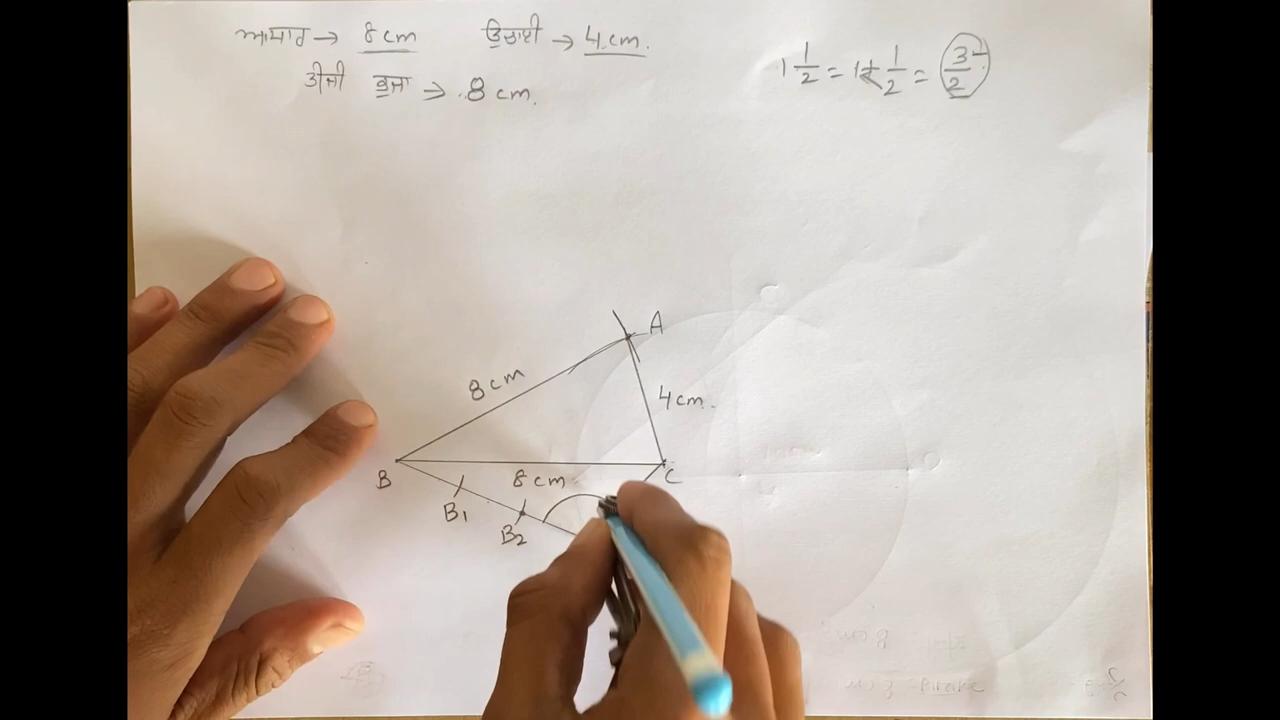 ਆਧਾਰ → 8 cm ਉਚਾਈ → 4 cm.
ਤੀਜੀ ਭੁਜਾ → 8 cm.
1 1/2 = 1 + 1/2 = 3/2
A
8 cm
4 cm.
B
8 cm
C
B1
B2